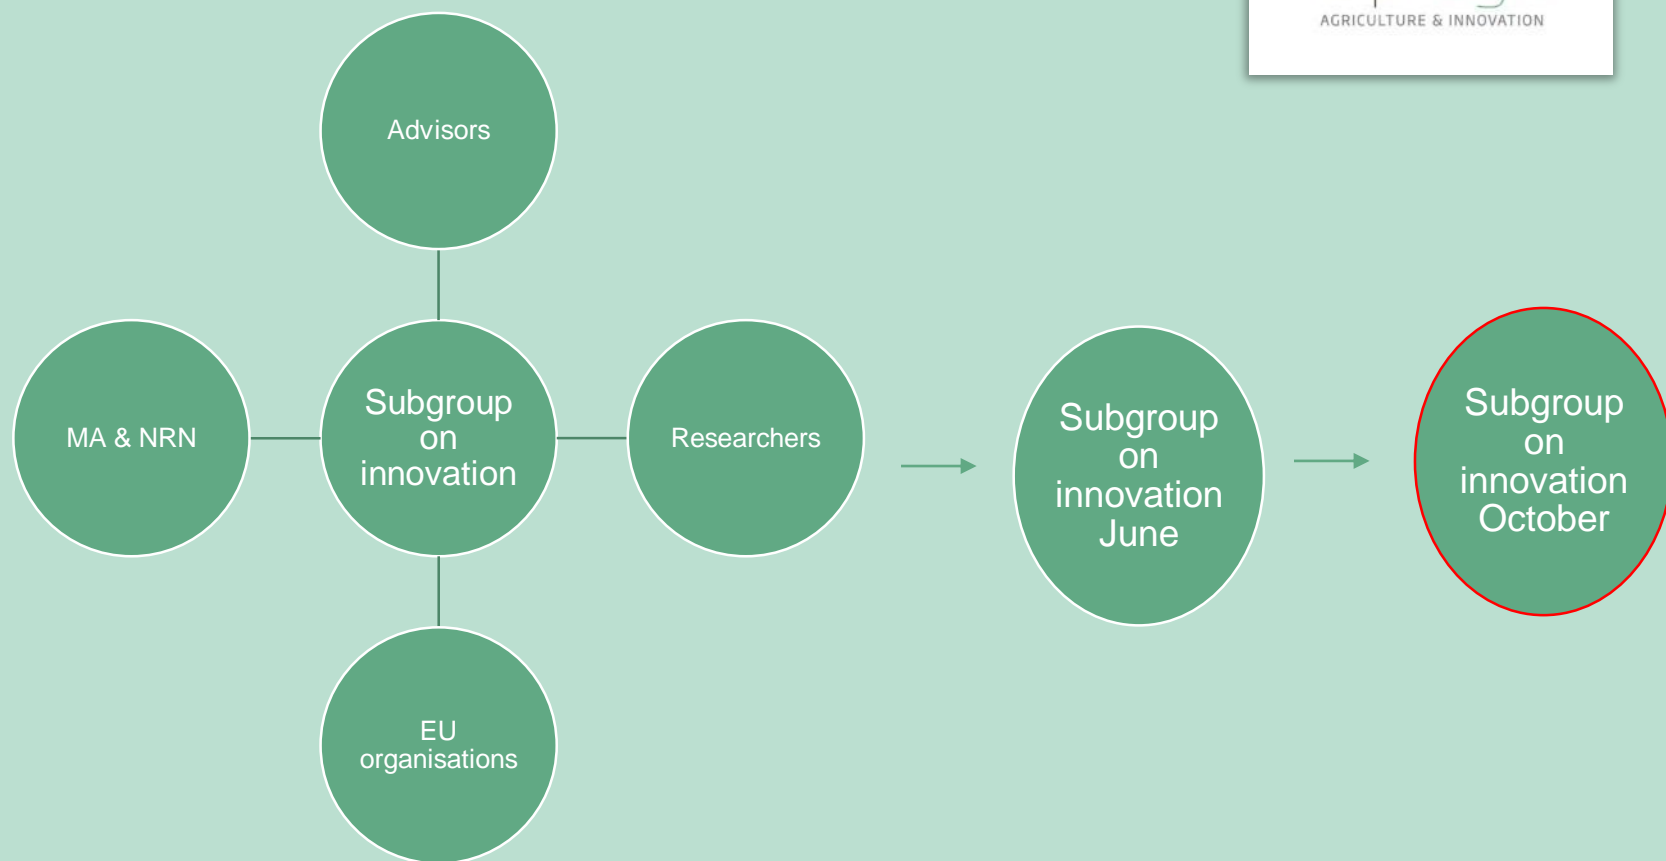 AGRICULTURE & INNOVATION
Advisors
MA & NRN
Subgroup
on
innovation
Researchers
EU
organisations
Subgroup
on
innovation
June
Subgroup
on
innovation
October